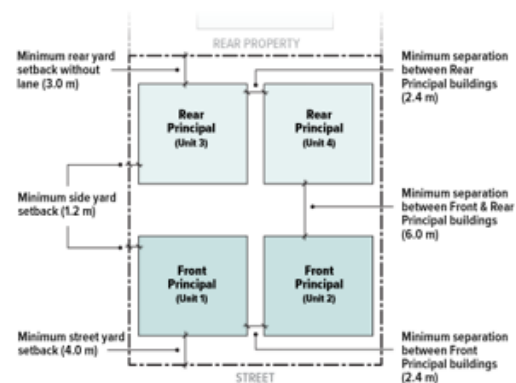 REAR PROPERTY
Minimum rear yard
setback without
lane (3.0 m)
Minimum separation
between Rear
Principal buildings
(2.4 m)
Rear
Principal
(Unit 3)
Rear
Principal
(Unit 4)
Minimum side yard
setback (1.2 m)
Minimum separation
between Front & Rear
Principal buildings
(6.0 m)
Front
Principal
(Unit 1)
Front
Principal
(Unit 2)
Minimum street yard
setback (4.0 m)
Minimum separation
between Front
Principal buildings
(2.4 m)
STREET